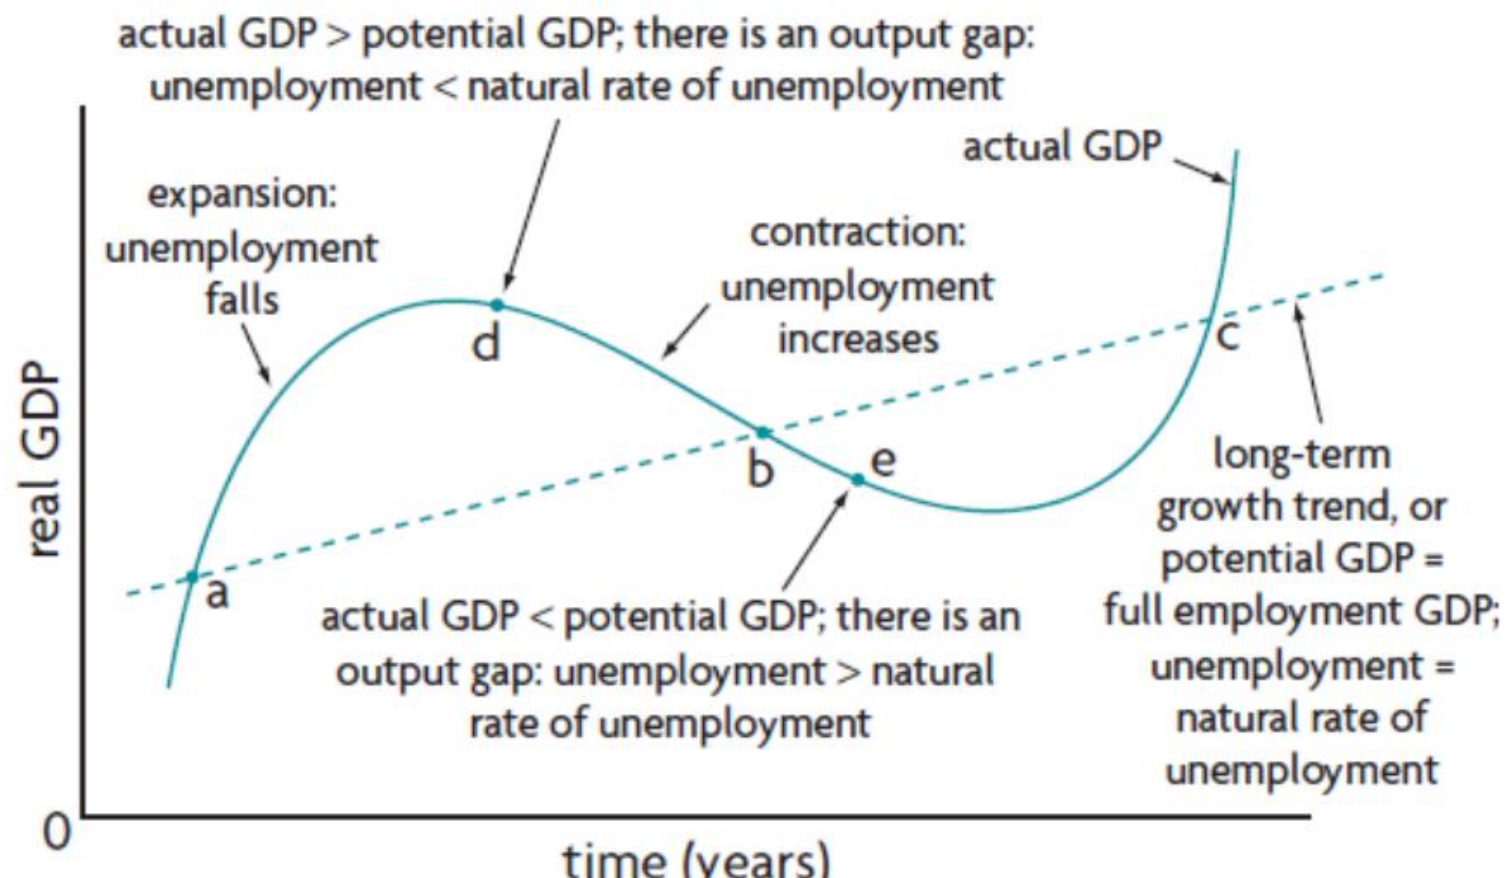 actual GDP > potential GDP; there is an output gap:
unemployment < natural rate of unemployment
actual GDP
expansion:
unemployment
falls
contraction:
unemployment
increases
d
c
b
e
a
real GDP
long-term
growth trend, or
potential GDP =
full employment GDP;
unemployment =
natural rate of
unemployment
actual GDP < potential GDP; there is an
output gap: unemployment > natural
rate of unemployment
0
time (years)